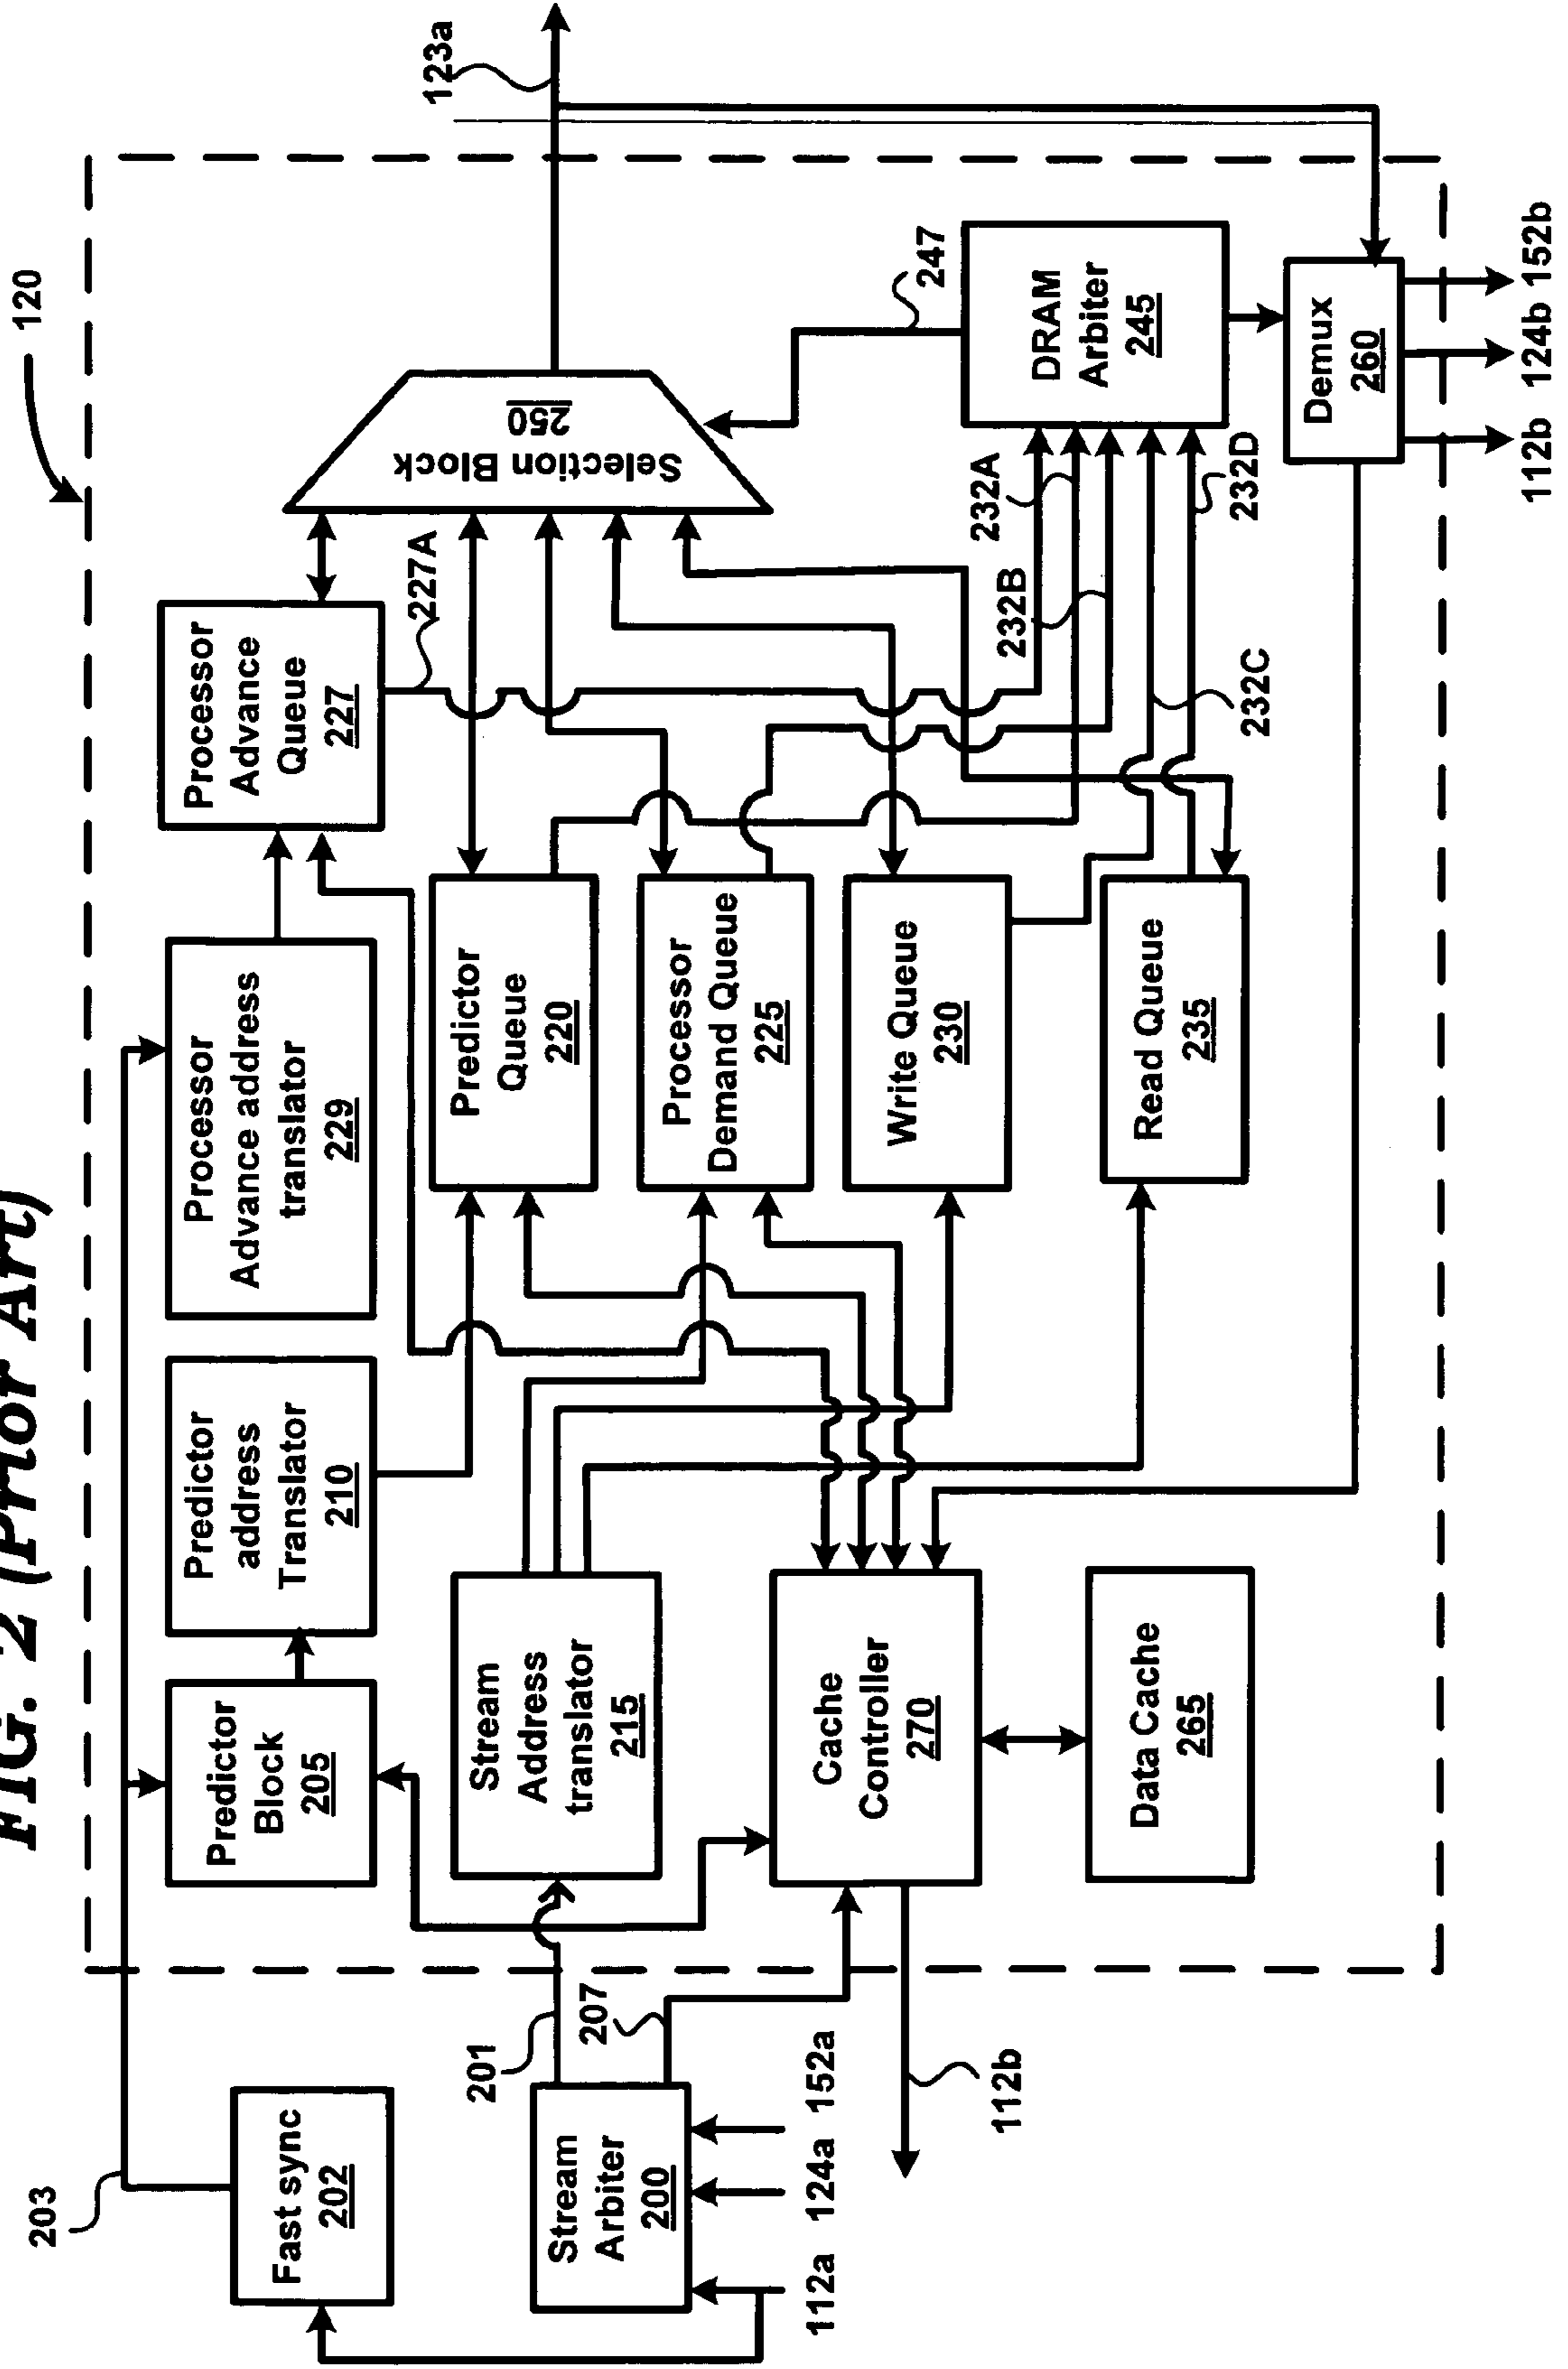 FIG. 2 (Prior Art)
120
203
Fast sync
202
Predictor
Block
205
Predictor
address
Translator
210
Processor
Advance address
translator
229
Processor
Advance
Queue
227
227A
123a
Selection Block
250
201
207
Stream
Arbiter
200
112a
124a
152a
Stream
Address
translator
215
Predictor
Queue
220
Processor
Demand Queue
225
Write Queue
230
Read Queue
235
232A
232B
232C
232D
247
DRAM
Arbiter
245
Cache
Controller
270
Data Cache
265
112b
Demux
260
112b
124b
152b